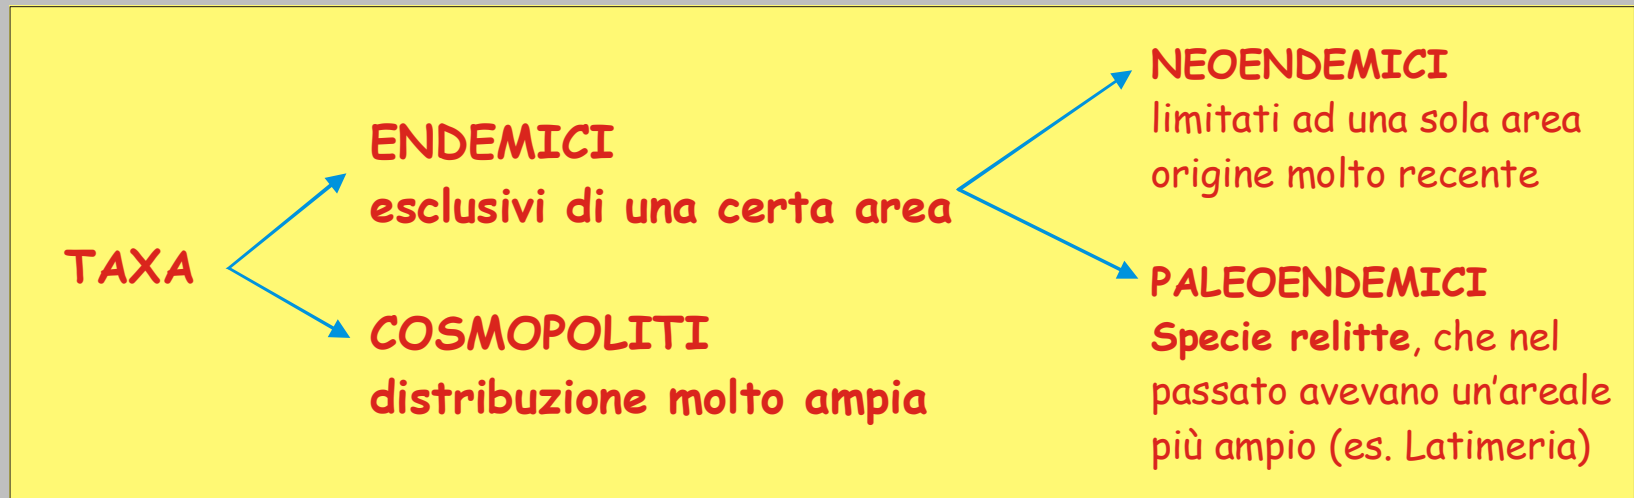 TAXA
ENDEMICI
esclusivi di una certa area
COSMOPOLITI
distribuzione molto ampia
NEOENDEMICI
limitati ad una sola area
origine molto recente
PALEOENDEMICI
Specie relitte, che nel
passato avevano un’areale
più ampio (es. Latimeria)